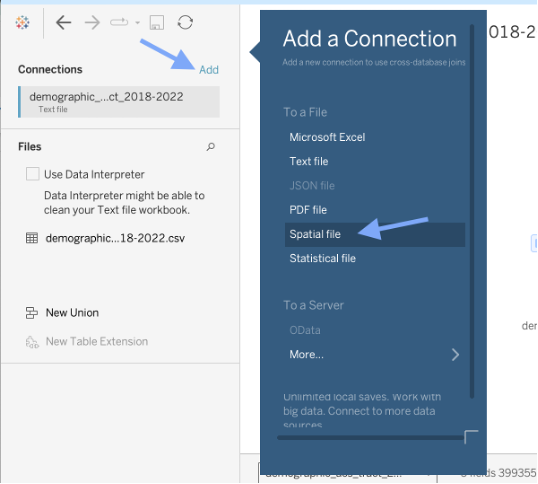 Connections
Add
demographic_...ct_2018-2022
Text file
Files
Use Data Interpreter
Data Interpreter might be able to
clean your Text file workbook.
demographic...18-2022.csv
New Union
New Table Extension
Add a Connection
Add a new connection to use cross-database joins
To a File
Microsoft Excel
Text file
JSON file
PDF file
Spatial file
Statistical file
To a Server
OData
More...
Unlimited local saves. Work with
big data. Connect to more data
sources.
018-2
der
demographic_acs_tract_2...
fields 399355